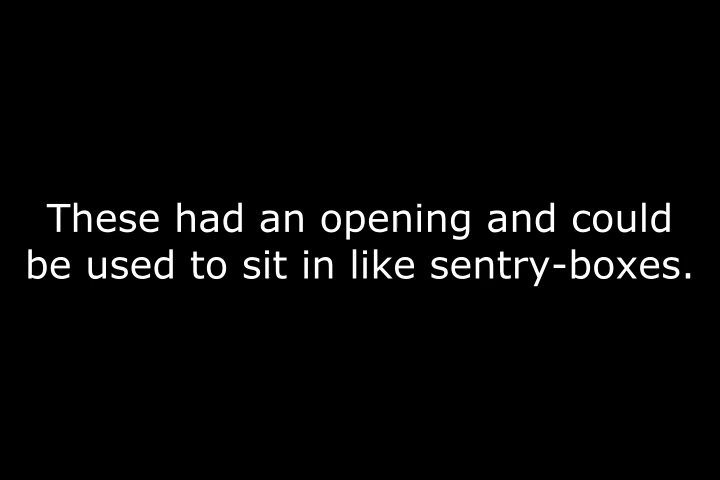 These had an opening and could
be used to sit in like sentry-boxes.